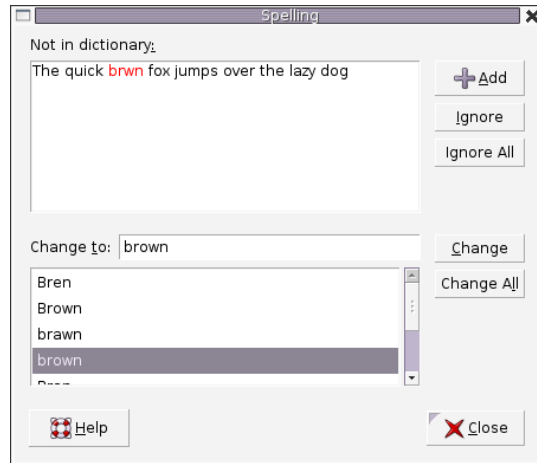 Spelling
Not in dictionary:
The quick brwn fox jumps over the lazy dog
Add
Ignore
Ignore All
Change to: brown
Change
Change All
Bren
Brown
brawn
brown
Help
Close